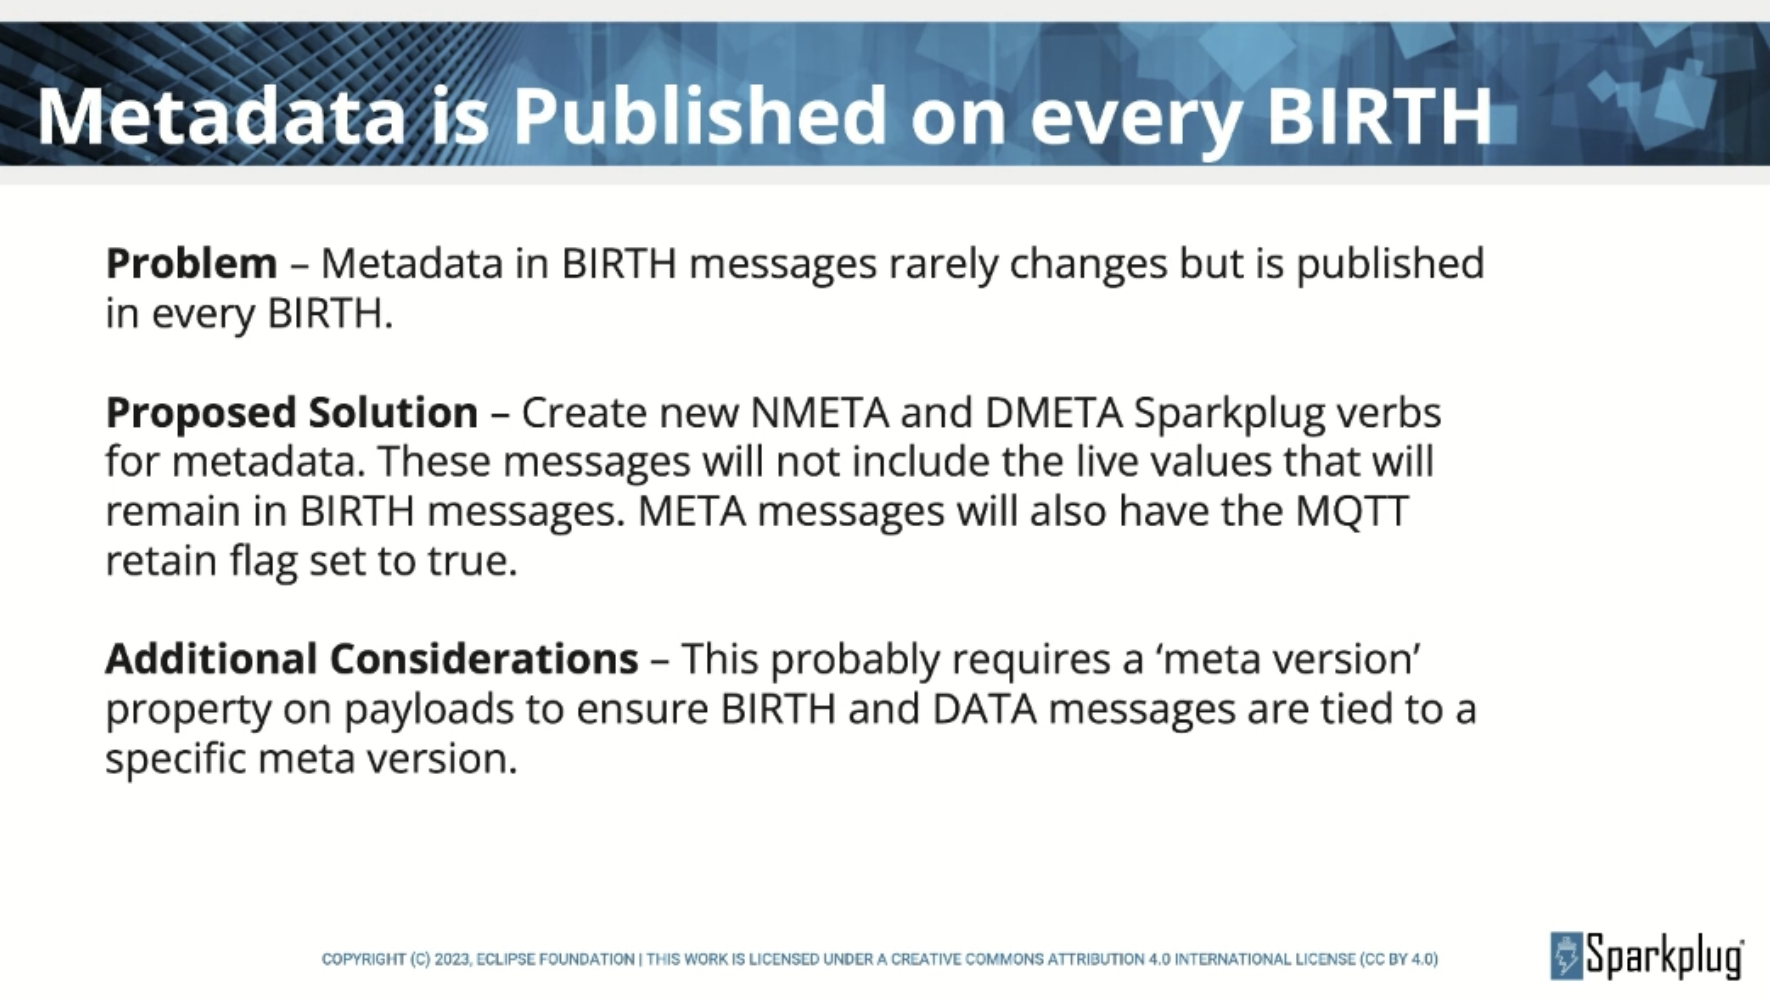 Metadata is Published on every BIRTH
Problem – Metadata in BIRTH messages rarely changes but is published
in every BIRTH.
Proposed Solution – Create new NMETA and DMETA Sparkplug verbs
for metadata. These messages will not include the live values that will
remain in BIRTH messages. META messages will also have the MQTT
retain flag set to true.
Additional Considerations – This probably requires a ‘meta version’
property on payloads to ensure BIRTH and DATA messages are tied to a
specific meta version.
COPYRIGHT (C) 2023, ECLIPSE FOUNDATION | THIS WORK IS LICENSED UNDER A CREATIVE COMMONS ATTRIBUTION 4.0 INTERNATIONAL LICENSE (CC BY 4.0)
Sparkplug